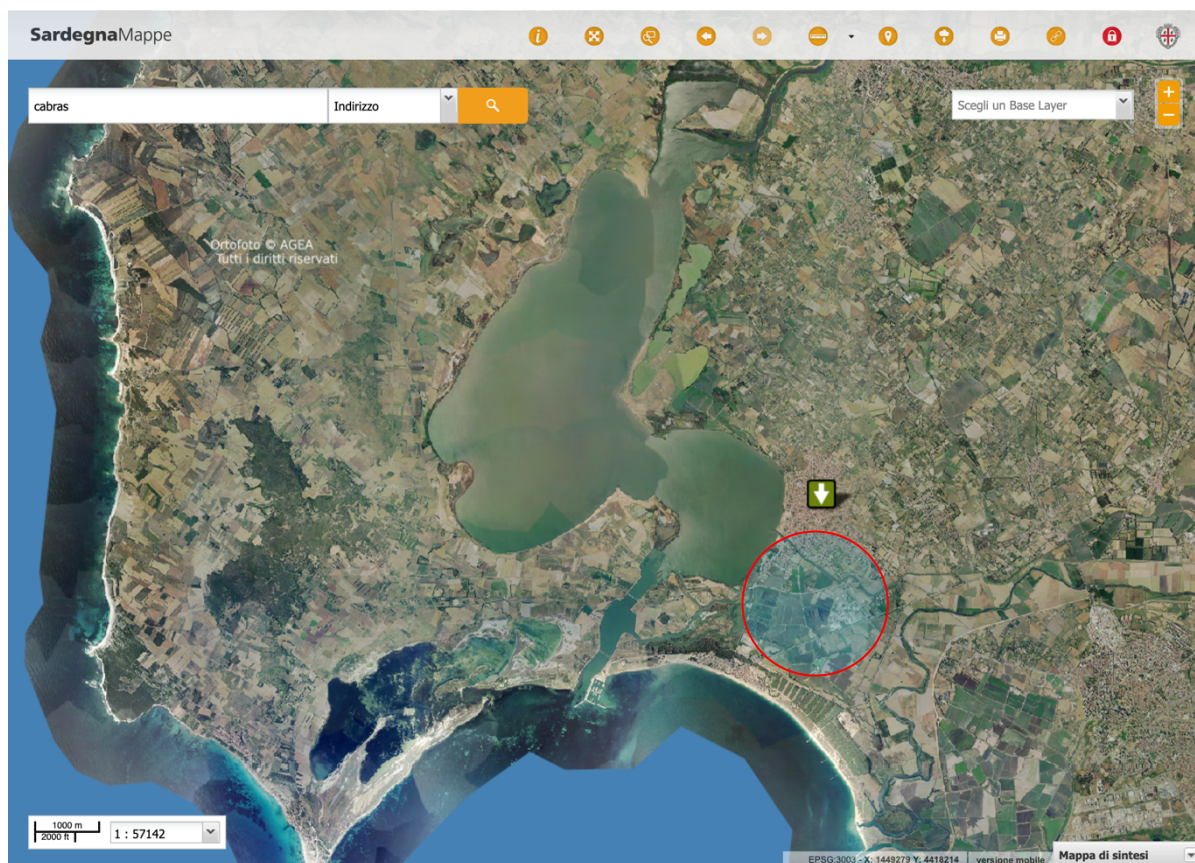 SardegnaMappe
cabras
Indirizzo
Scegli un Base Layer
+
−
Ortofoto © AGEA
Tutti i diritti riservati
1000 m
2000 ft
1 : 57142
EPSG:3003 - X: 1449279 Y: 4418214
versione mobile
Mappa di sintesi